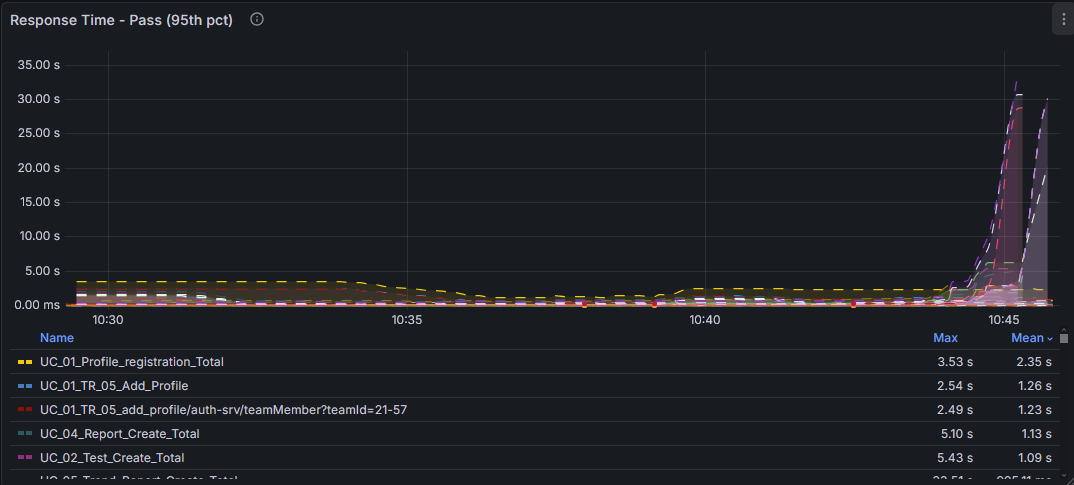 Response Time - Pass (95th pct)
35.00 s
30.00 s
25.00 s
20.00 s
15.00 s
10.00 s
5.00 s
0.00 ms
10:30 10:35 10:40 10:45
Name Max Mean
UC_01_Profile_registration_Total 3.53 s 2.35 s
UC_01_TR_05_Add_Profile 2.54 s 1.26 s
UC_01_TR_05_add_profile/auth-srv/teamMember?teamId=21-57 2.49 s 1.23 s
UC_04_Report_Create_Total 5.10 s 1.13 s
UC_02_Test_Create_Total 5.43 s 1.09 s